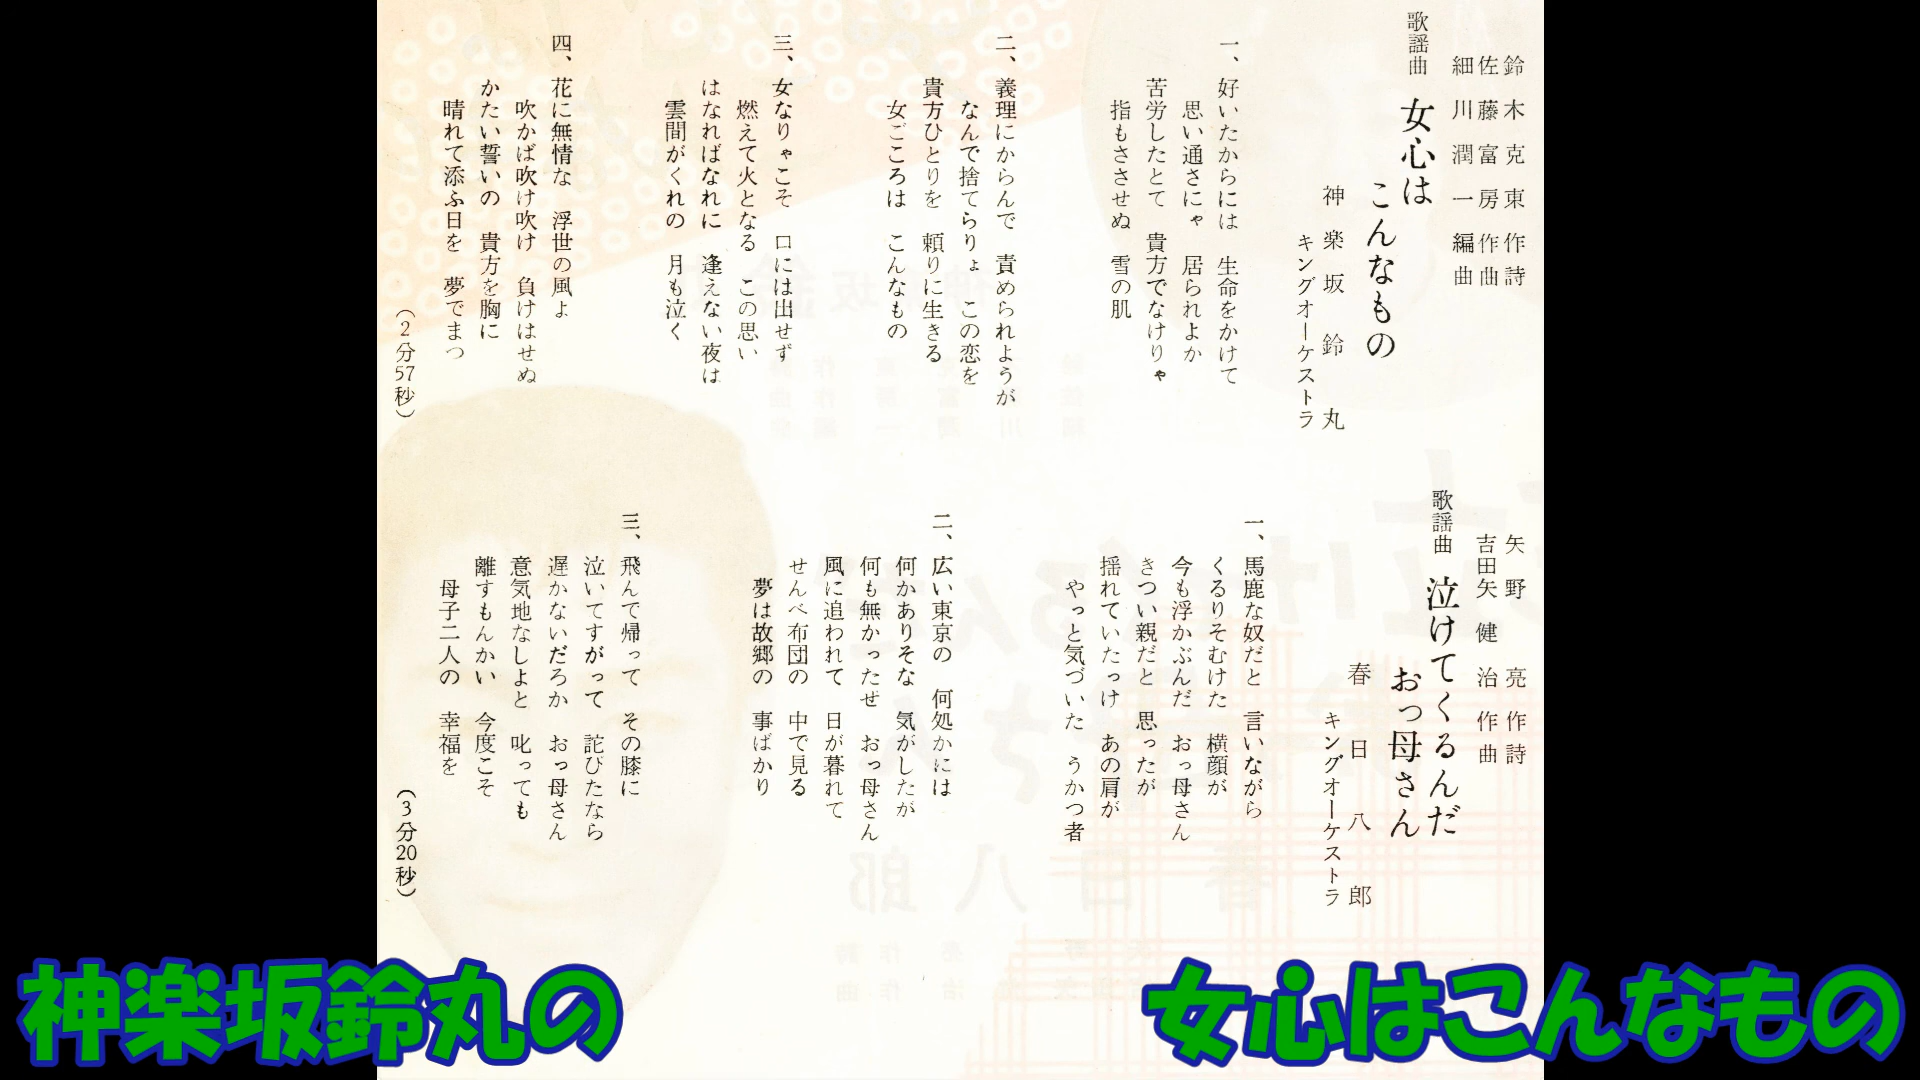 鈴木克東作詩
佐藤富房作曲
細川潤一編曲
歌謡曲 女心は
こんなもの
神楽坂鈴丸
キングオーケストラ
一、好いたからには 生命をかけて
思い通さにゃ 居られよか
苦労したとて 貴方でなけりゃ
指もささせぬ 雪の肌
二、義理にからんで 責められようが
なんで捨てらりょ この恋を
貴方ひとりを 頼りに生きる
女ごころは こんなもの
三、女なりゃこそ 口には出せず
燃えて火となる この思い
はなればなれに 逢えない夜は
雲間がくれの 月も泣く
四、花に無情な 浮世の風よ
吹かば吹け吹け 負けはせぬ
かたい誓いの 貴方を胸に
晴れて添ふ日を 夢でまつ
（2分57秒）
矢野亮作詩
吉田矢健治作曲
歌謡曲 泣けてくるんだ
おっ母さん
春日八郎
キングオーケストラ
一、馬鹿な奴だと 言いながら
くるりそむけた 横顔が
今も浮かぶんだ おっ母さん
きつい親だと 思ったが
揺れていたっけ あの肩が
やっと気づいた うかつ者
二、広い東京の 何処かには
何かありそな 気がしたが
何も無かったぜ おっ母さん
風に追われて 日が暮れて
せんべ布団の 中で見る
夢は故郷の 事ばかり
三、飛んで帰って その膝に
泣いてすがって 詫びたなら
遅かないだろか おっ母さん
意気地なしよと 叱っても
離すもんかい 今度こそ
母子二人の 幸福を
（3分20秒）
神楽坂鈴丸の
女心はこんなもの